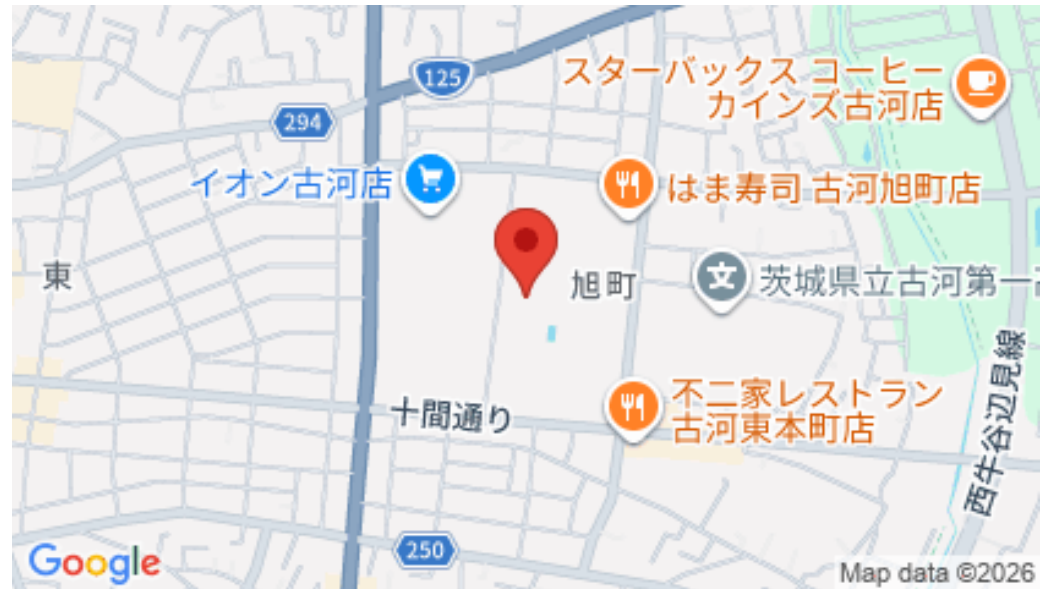 125
スターバックス コーヒー
カインズ古河店
294
イオン古河店
はま寿司 古河旭町店
東
旭町
茨城県立古河第一高
西牛谷辺見線
不二家レストラン
古河東本町店
十間通り
250
Google
Map data ©2026